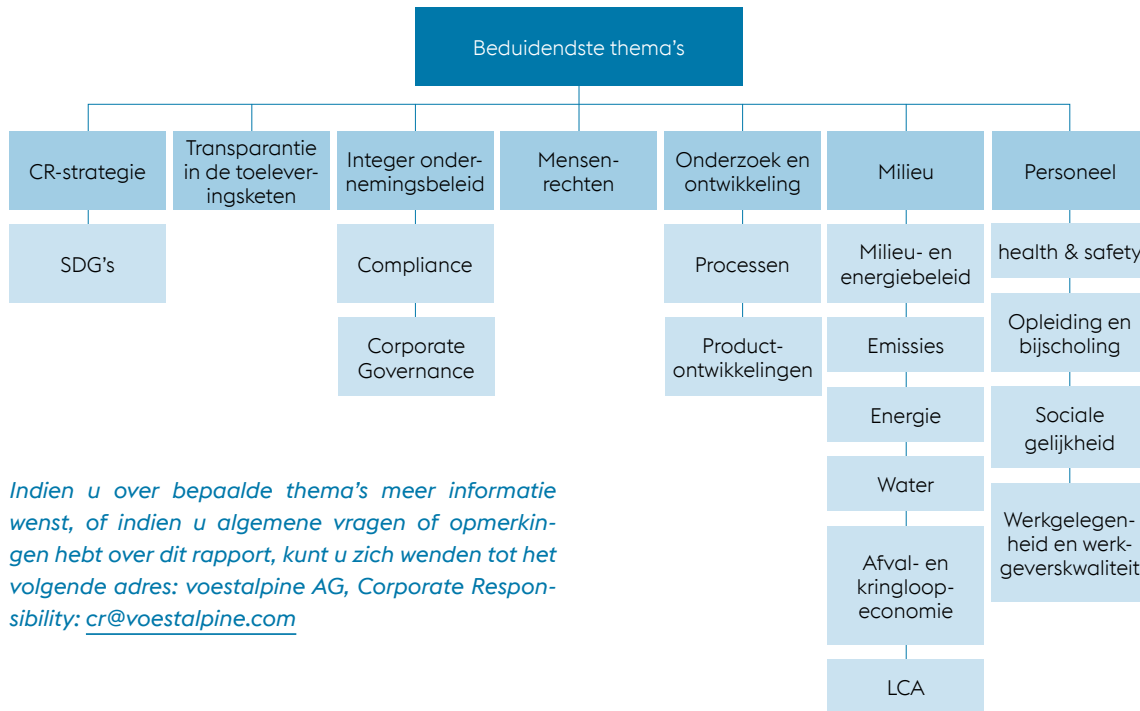 Beduidendste thema's
CR-strategie
Transparantie
in de toelever-
ingsketen
Integer onder-
nemingsbeleid
Mensen-
rechten
Onderzoek en
ontwikkeling
Milieu
Personeel
SDG's
Compliance
Corporate
Governance
Processen
Product-
ontwikkelingen
Milieu- en
energiebeleid
Emissies
Energie
Water
Afval- en
kringloop-
economie
LCA
health & safety
Opleiding en
bijscholing
Sociale
gelijkheid
Werkgelegen-
heid en werk-
geverskwaliteit
Indien u over bepaalde thema's meer informatie
wenst, of indien u algemene vragen of opmerkin-
gen hebt over dit rapport, kunt u zich wenden tot het
volgende adres: voestalpine AG, Corporate Respon-
sibility: cr@voestalpine.com